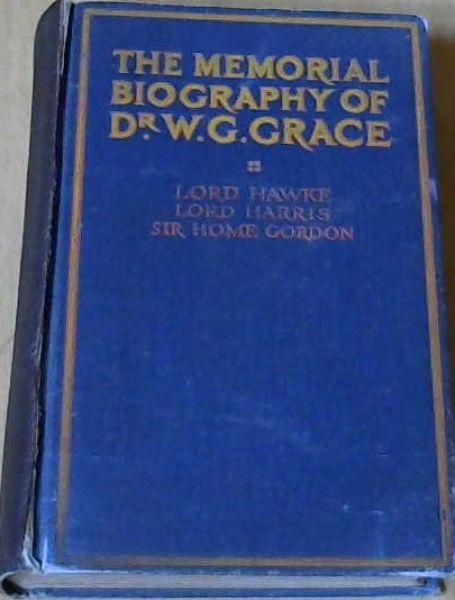 THE MEMORIAL
BIOGRAPHY OF
DR. W. G. GRACE
LORD HAWKE
LORD HARRIS
SIR HOME GORDON